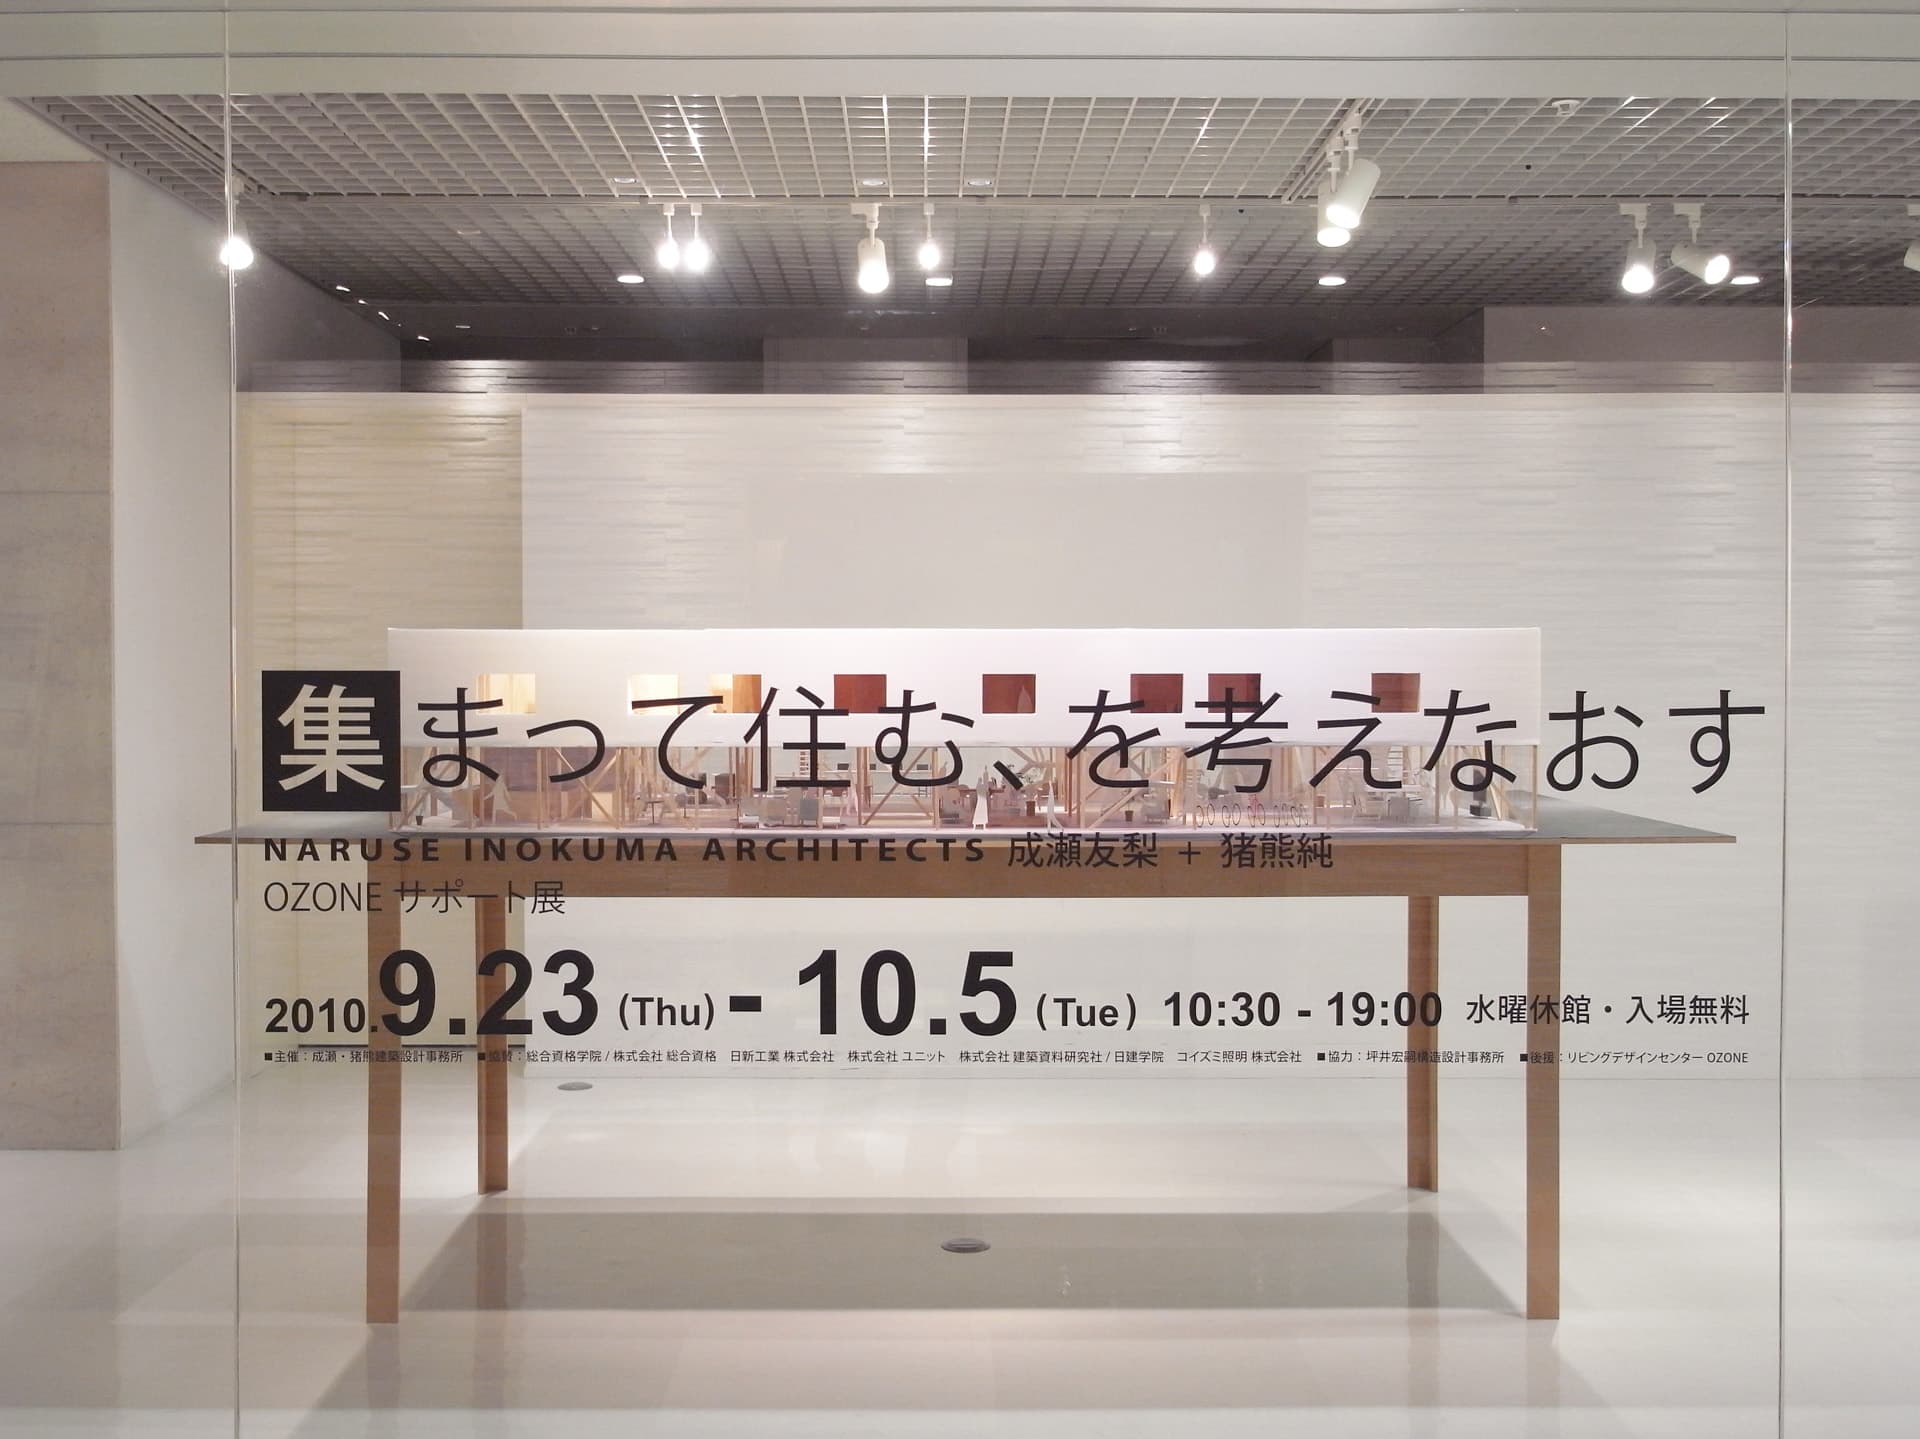 集まって住む、を考えなおす
NARUSE INOKUMA ARCHITECTS 成瀬友梨 + 猪熊純
OZONE サポート展
2010.9.23 (Thu) - 10.5 (Tue) 10:30 - 19:00 水曜休館・入場無料
■主催：成瀬・猪熊建築設計事務所 ■協賛：総合資格学院 / 株式会社 総合資格 日新工業 株式会社 株式会社 ユニット 株式会社 建築資料研究社 / 日建学院 コイズミ照明 株式会社 ■協力：坪井宏嗣構造設計事務所 ■後援：リビングデザインセンター OZONE